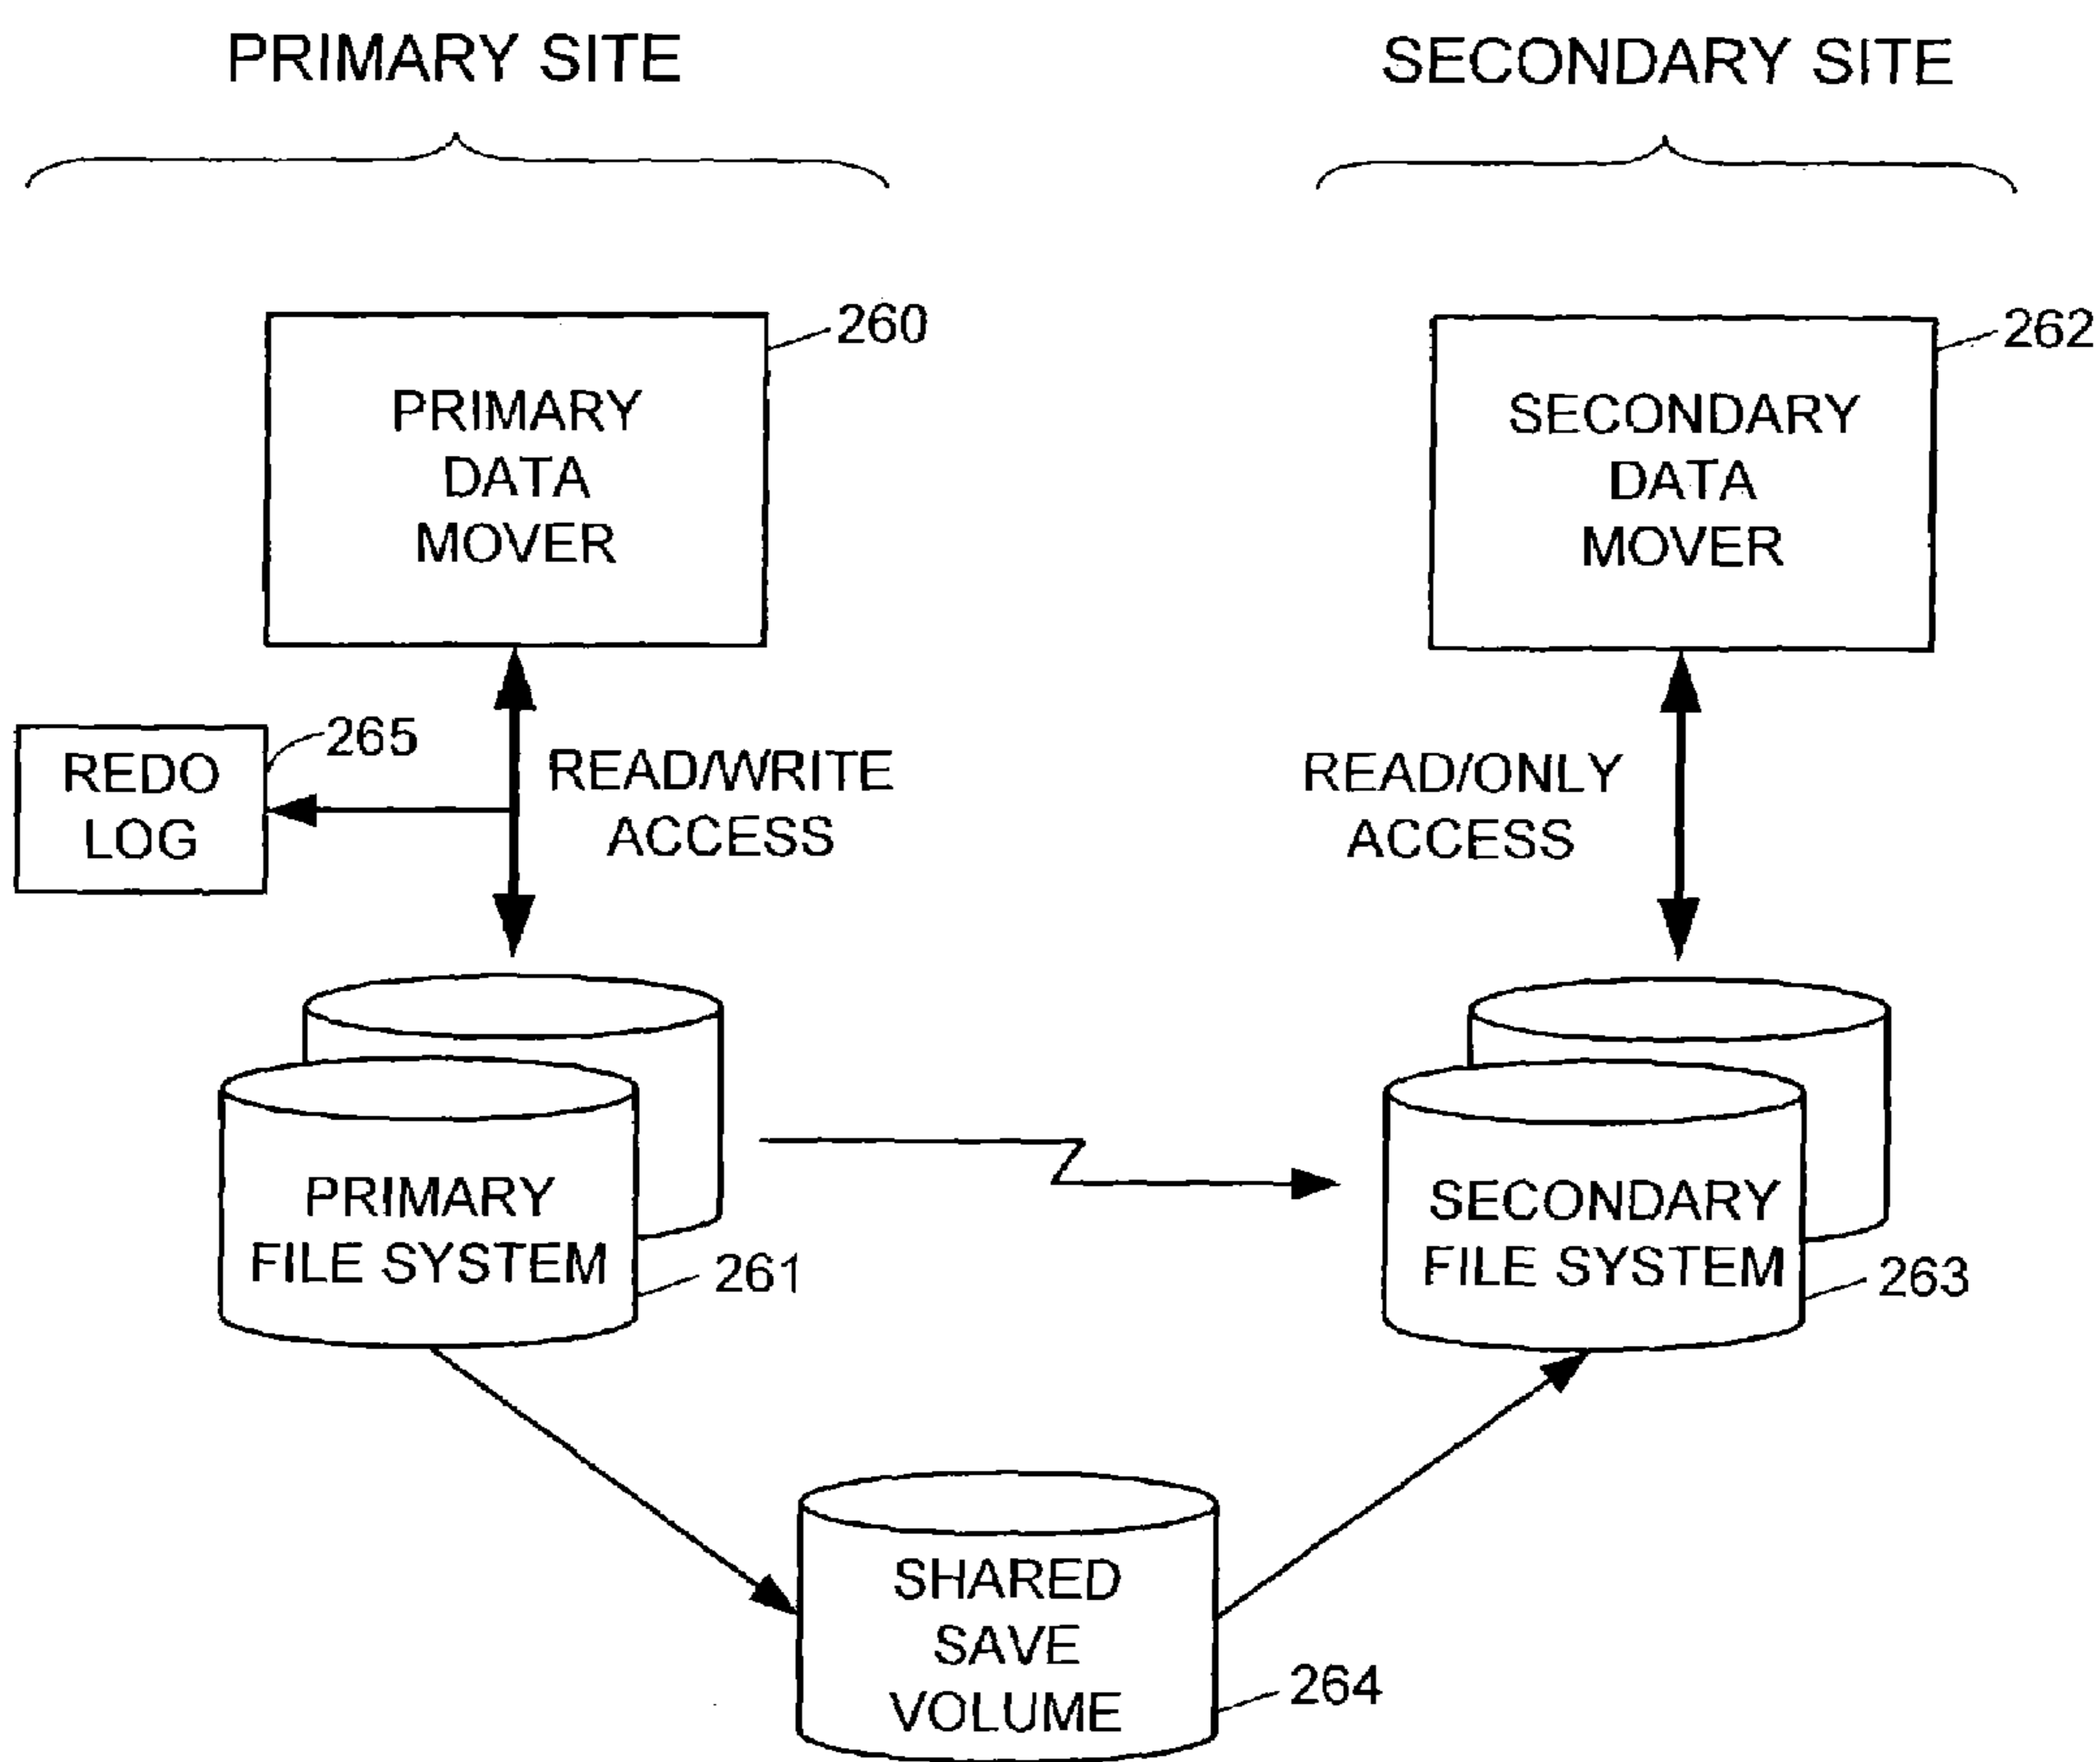 PRIMARY SITE
SECONDARY SITE
260
PRIMARY
DATA
MOVER
262
SECONDARY
DATA
MOVER
265
REDO
LOG
READ/WRITE
ACCESS
READ/ONLY
ACCESS
PRIMARY
FILE SYSTEM
261
SECONDARY
FILE SYSTEM
263
SHARED
SAVE
VOLUME
264